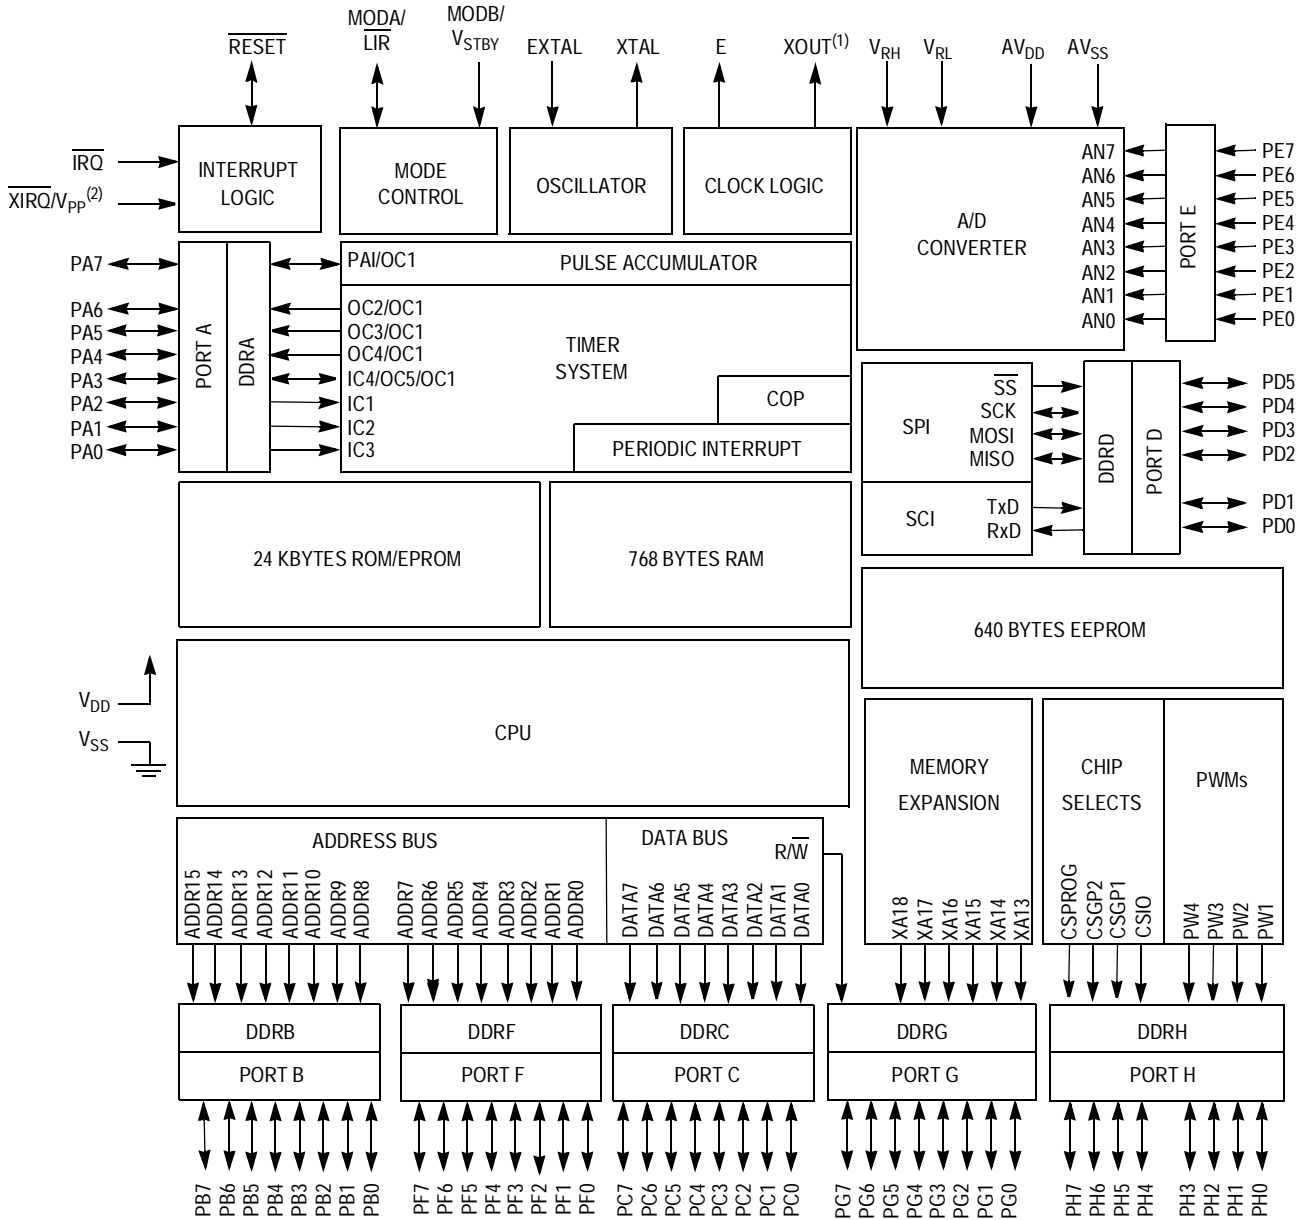 RESET
MODA/
LIR
MODB/
VSTBY
EXTAL
XTAL
E
XOUT(1)
VRH
VRL
AVDD
AVSS
IRQ
XIRQ/VPP(2)
INTERRUPT
LOGIC
MODE
CONTROL
OSCILLATOR
CLOCK LOGIC
A/D
CONVERTER
AN7
AN6
AN5
AN4
AN3
AN2
AN1
AN0
PORT E
PE7
PE6
PE5
PE4
PE3
PE2
PE1
PE0
PA7
PA6
PA5
PA4
PA3
PA2
PA1
PA0
PORT A
DDRA
PAI/OC1
PULSE ACCUMULATOR
OC2/OC1
OC3/OC1
OC4/OC1
IC4/OC5/OC1
IC1
IC2
IC3
TIMER
SYSTEM
COP
PERIODIC INTERRUPT
SPI
SS
SCK
MOSI
MISO
SCI
TxD
RxD
DDRD
PORT D
PD5
PD4
PD3
PD2
PD1
PD0
24 KBYTES ROM/EPROM
768 BYTES RAM
640 BYTES EEPROM
VDD
VSS
CPU
MEMORY
EXPANSION
CHIP
SELECTS
PWMs
ADDRESS BUS
DATA BUS
R/W
ADDR15
ADDR14
ADDR13
ADDR12
ADDR11
ADDR10
ADDR9
ADDR8
ADDR7
ADDR6
ADDR5
ADDR4
ADDR3
ADDR2
ADDR1
ADDR0
DATA7
DATA6
DATA5
DATA4
DATA3
DATA2
DATA1
DATA0
XA18
XA17
XA16
XA15
XA14
XA13
CSPROG
CSGP2
CSGP1
CSIO
PW4
PW3
PW2
PW1
DDRB
DDRF
DDRC
DDRG
DDRH
PORT B
PORT F
PORT C
PORT G
PORT H
PB7
PB6
PB5
PB4
PB3
PB2
PB1
PB0
PF7
PF6
PF5
PF4
PF3
PF2
PF1
PF0
PC7
PC6
PC5
PC4
PC3
PC2
PC1
PC0
PG7
PG6
PG5
PG4
PG3
PG2
PG1
PG0
PH7
PH6
PH5
PH4
PH3
PH2
PH1
PH0